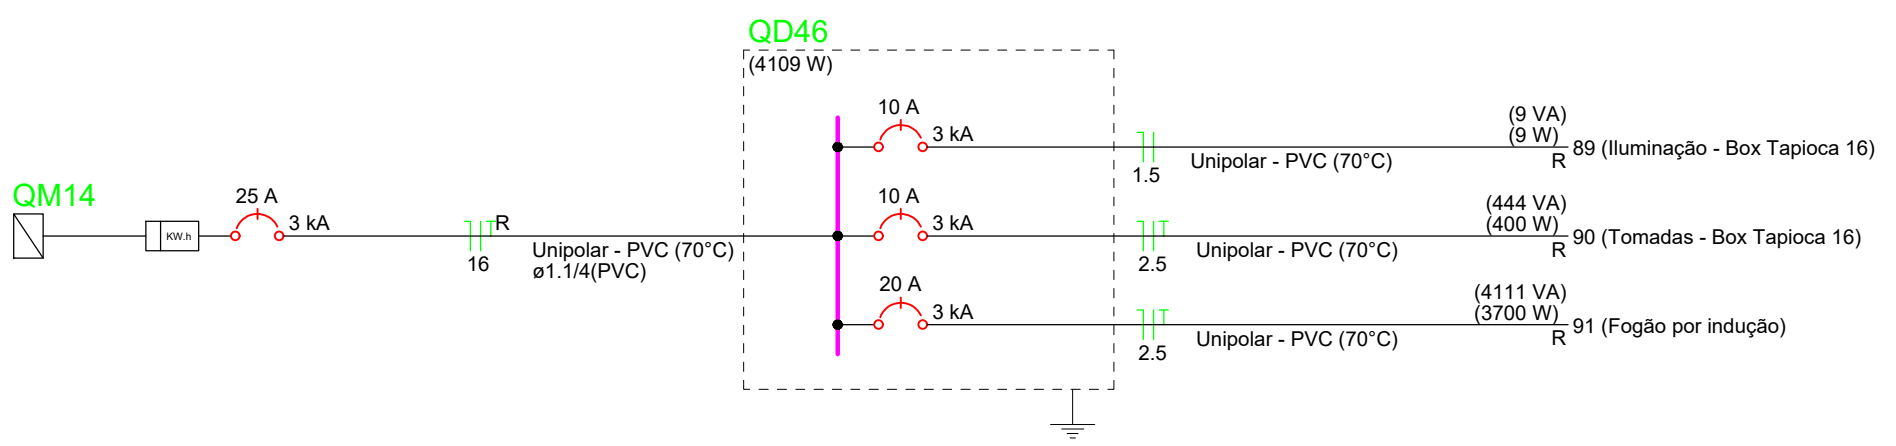 QD46
(4109 W)
10 A
3 kA
(9 VA)
(9 W)
R
89 (Iluminação - Box Tapioca 16)
Unipolar - PVC (70°C)
1.5
QM14
KW.h
25 A
3 kA
R
16
Unipolar - PVC (70°C)
ø1.1/4(PVC)
10 A
3 kA
(444 VA)
(400 W)
R
90 (Tomadas - Box Tapioca 16)
Unipolar - PVC (70°C)
2.5
20 A
3 kA
(4111 VA)
(3700 W)
R
91 (Fogão por indução)
Unipolar - PVC (70°C)
2.5